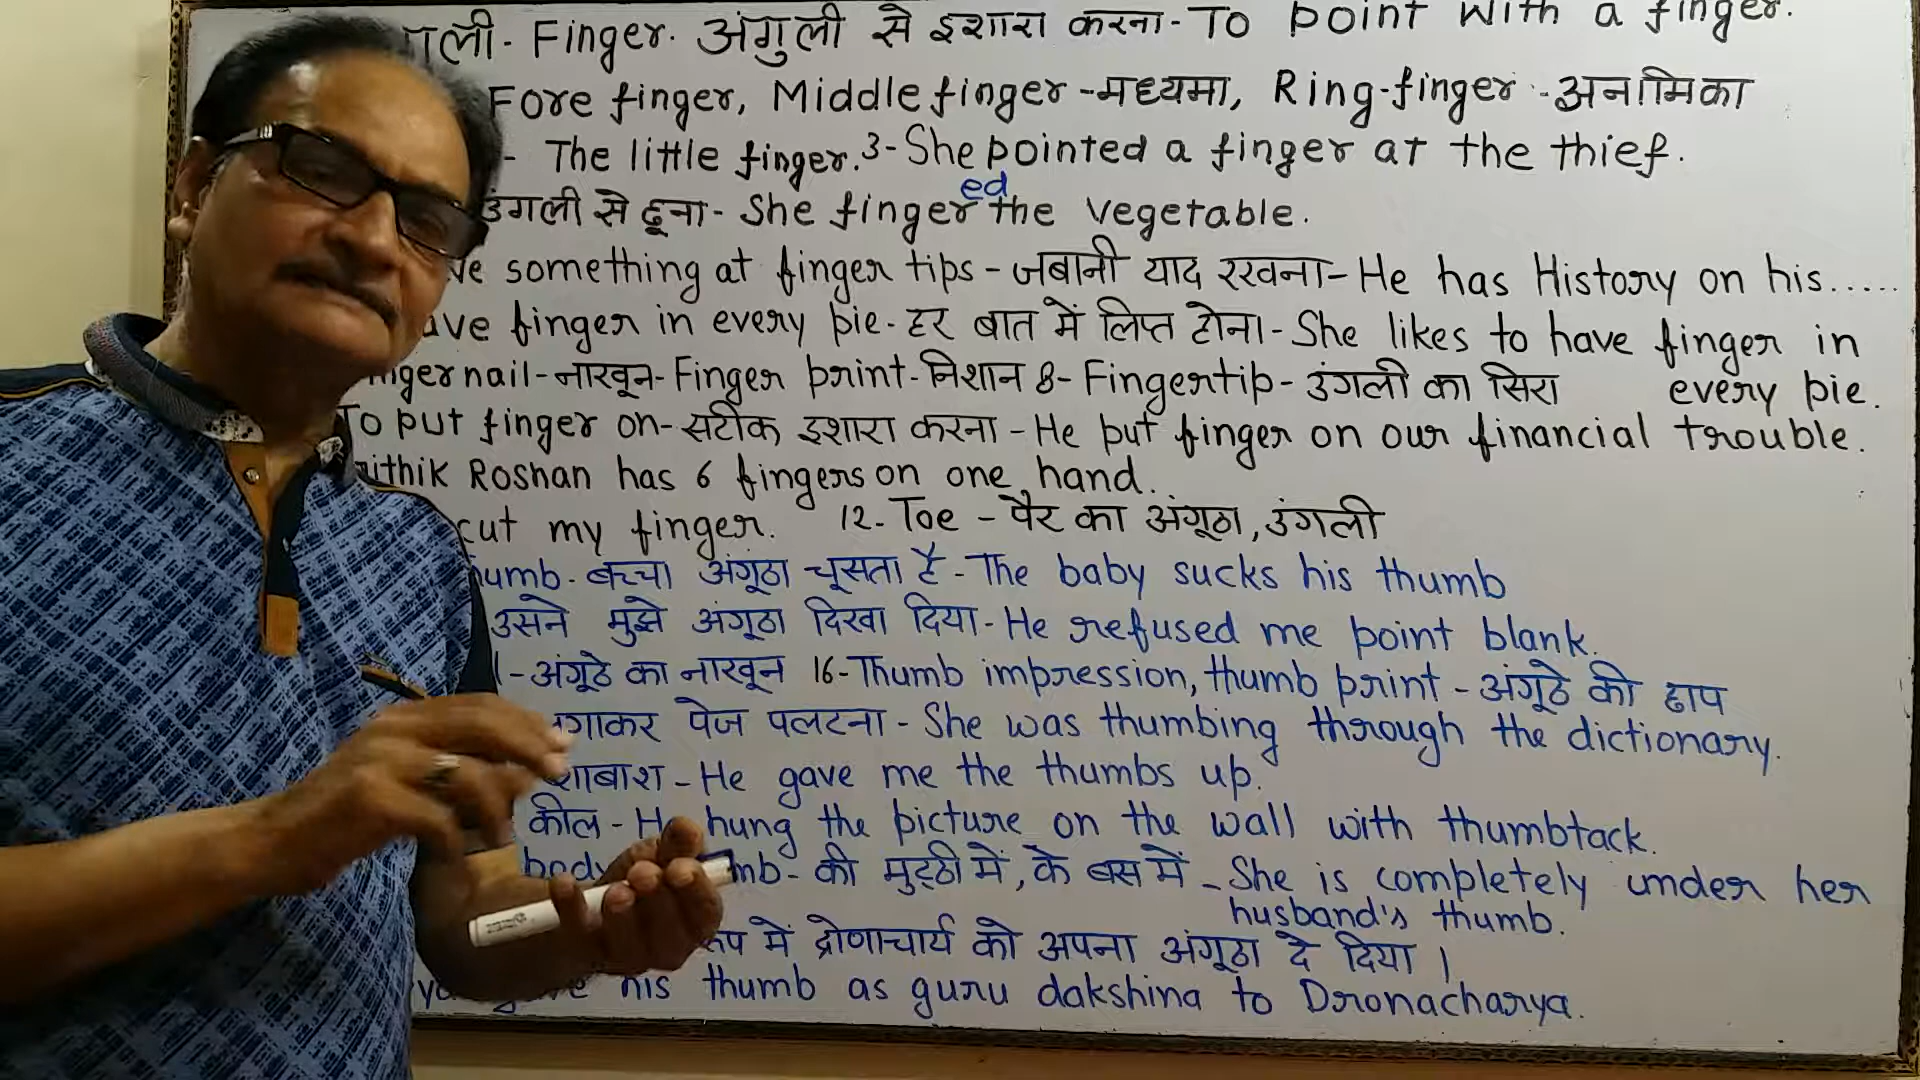 Finger. अंगुली से इशारा करना - To point with a finger.
Fore finger, Middle finger - मध्यमा, Ring-finger - अनामिका
- The little finger. 3- She pointed a finger at the thief.
उंगली से छूना - She fingered the vegetable.
something at finger tips - जबानी याद रखना - He has History on his.....
finger in every pie. हर बात में लिप्त होना - She likes to have finger in
every pie.
nail - नाखून - Finger print - निशान 8- Fingertip - उंगली का सिरा
To put finger on - सटीक इशारा करना - He put finger on our financial trouble.
Roshan has 6 fingers on one hand.
cut my finger. 12. Toe - पैर का अंगूठा, उंगली
बच्चा अंगूठा चूसता है - The baby sucks his thumb
उसने मुझे अंगूठा दिखा दिया - He refused me point blank.
- अंगूठे का नाखून 16- Thumb impression, thumb print - अंगूठे की छाप
पेज पलटना - She was thumbing through the dictionary.
शाबाश - He gave me the thumbs up.
कील - He hung the picture on the wall with thumbtack.
की मुट्ठी में, के बस में - She is completely under her
husband's thumb.
में द्रोणाचार्य को अपना अंगूठा दे दिया।
his thumb as guru dakshina to Dronacharya.